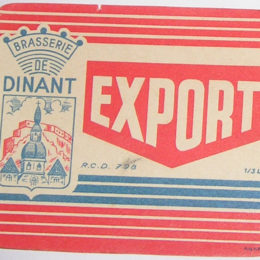 BRASSERIE
DE
DINANT
EXPORT
R.C.D. 798
1/3 L